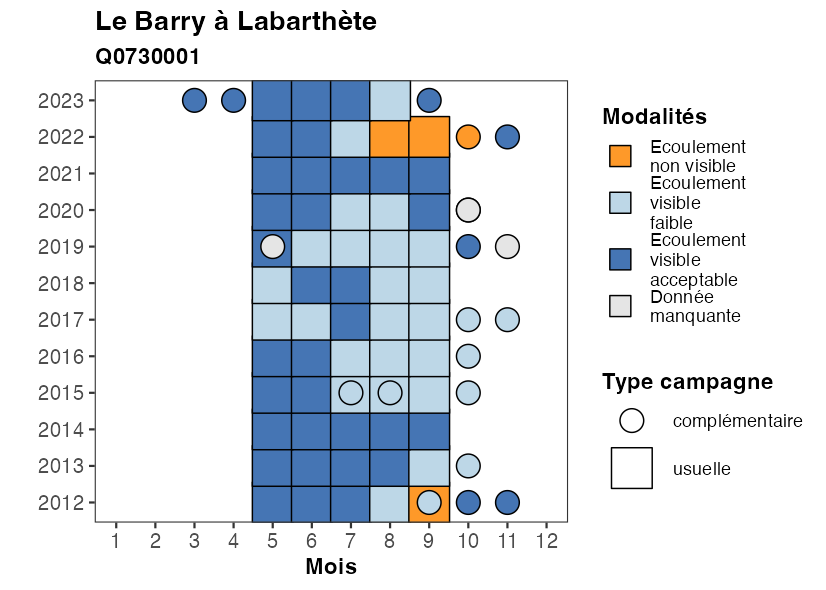 Le Barry à Labarthète
Q0730001
2023
2022
2021
2020
2019
2018
2017
2016
2015
2014
2013
2012
1 2 3 4 5 6 7 8 9 10 11 12
Mois
Modalités
Ecoulement
non visible
Ecoulement
visible
faible
Ecoulement
visible
acceptable
Donnée
manquante
Type campagne
complémentaire
usuelle